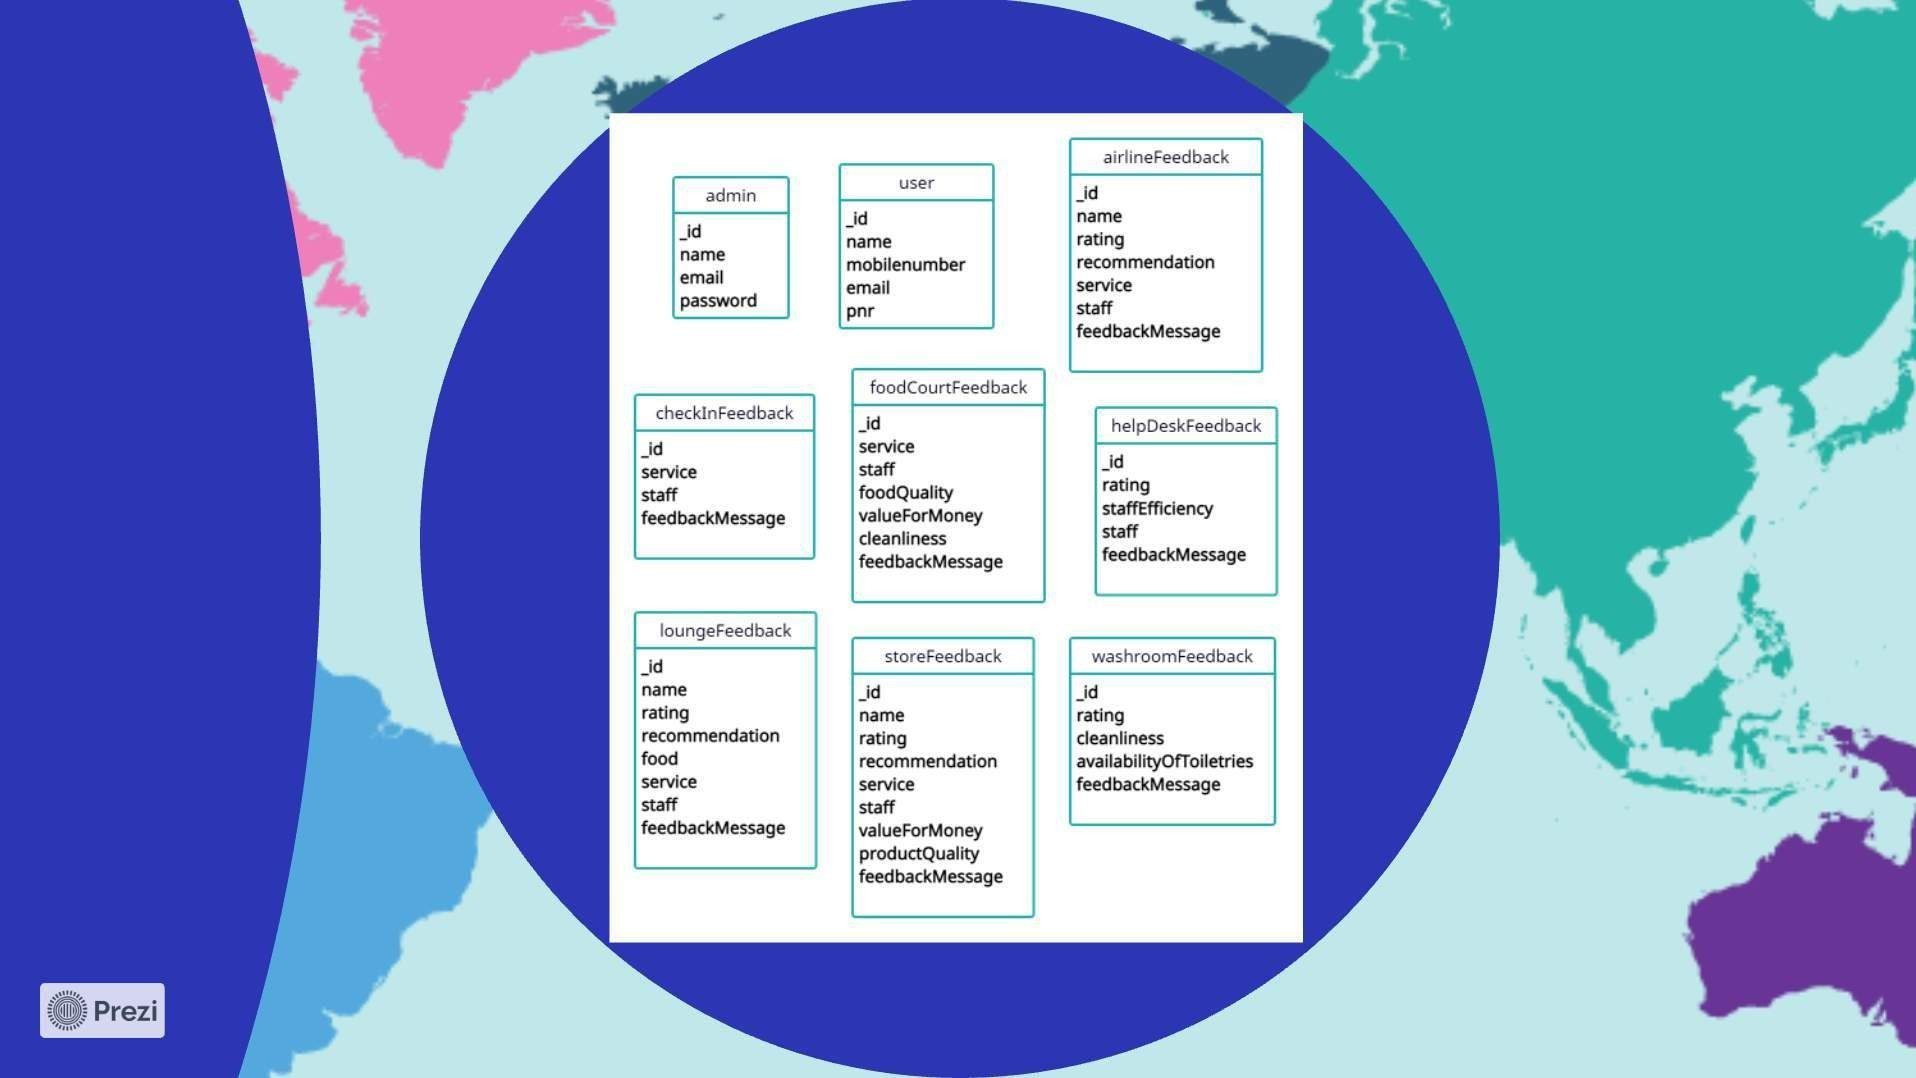 admin
_id
name
email
password
user
_id
name
mobilenumber
email
pnr
airlineFeedback
_id
name
rating
recommendation
service
staff
feedbackMessage
checkInFeedback
_id
service
staff
feedbackMessage
foodCourtFeedback
_id
service
staff
foodQuality
valueForMoney
cleanliness
feedbackMessage
helpDeskFeedback
_id
rating
staffEfficiency
staff
feedbackMessage
loungeFeedback
_id
name
rating
recommendation
food
service
staff
feedbackMessage
storeFeedback
_id
name
rating
recommendation
service
staff
valueForMoney
productQuality
feedbackMessage
washroomFeedback
_id
rating
cleanliness
availabilityOfToiletries
feedbackMessage
Prezi